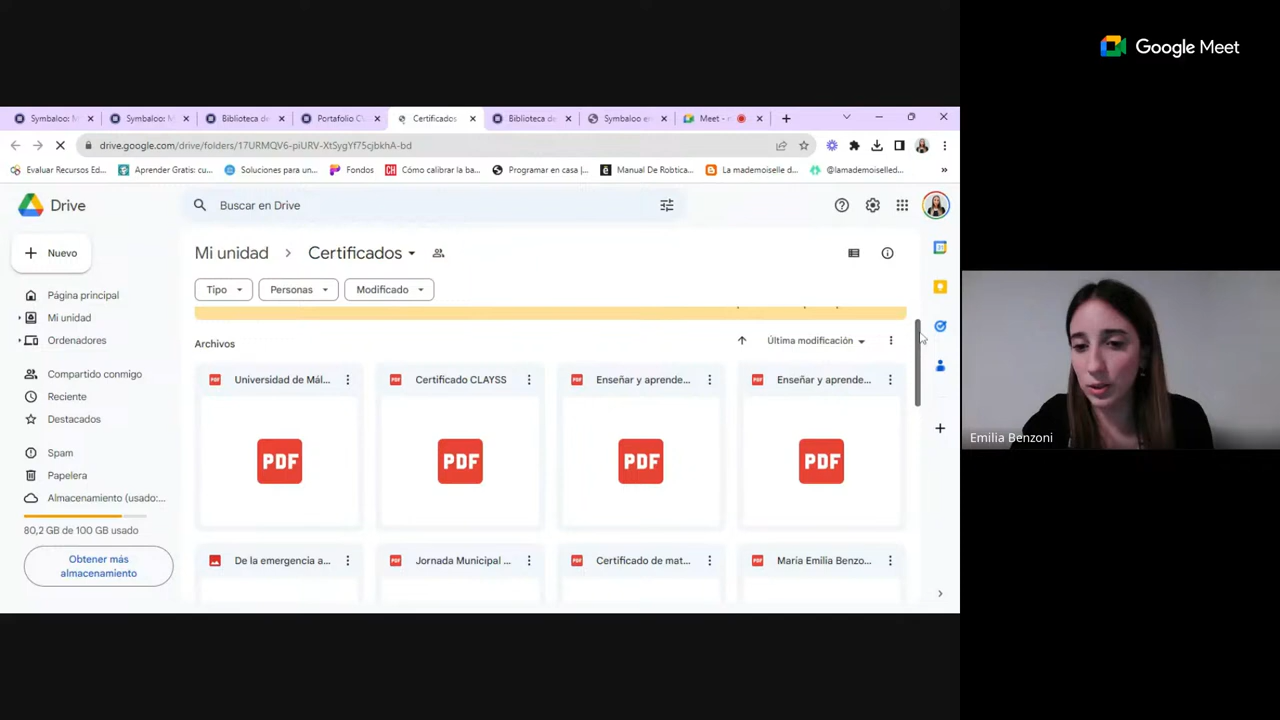 Google Meet
Symbaloo: M
Symbaloo: M
Biblioteca de
Portafolio CV
Certificados
Biblioteca de
Symbaloo en
Meet -
drive.google.com/drive/folders/17URMQV6-piURV-XtSygYf75cjbkhA-bd
Evaluar Recursos Ed...
Aprender Gratis: cu...
Soluciones para un...
Fondos
Cómo calibrar la ba...
Programar en casa |...
Manual De Robtica...
La mademoiselle d...
@lamademoiselled...
Drive
Buscar en Drive
Nuevo
Mi unidad
Certificados
Tipo
Personas
Modificado
Página principal
Mi unidad
Ordenadores
Compartido conmigo
Reciente
Destacados
Spam
Papelera
Almacenamiento (usado:...
80,2 GB de 100 GB usado
Obtener más
almacenamiento
Archivos
Última modificación
Universidad de Mál...
Certificado CLAYSS
Enseñar y aprende...
Enseñar y aprende...
PDF
PDF
PDF
PDF
De la emergencia a...
Jornada Municipal ...
Certificado de mat...
María Emilia Benzo...
Emilia Benzoni